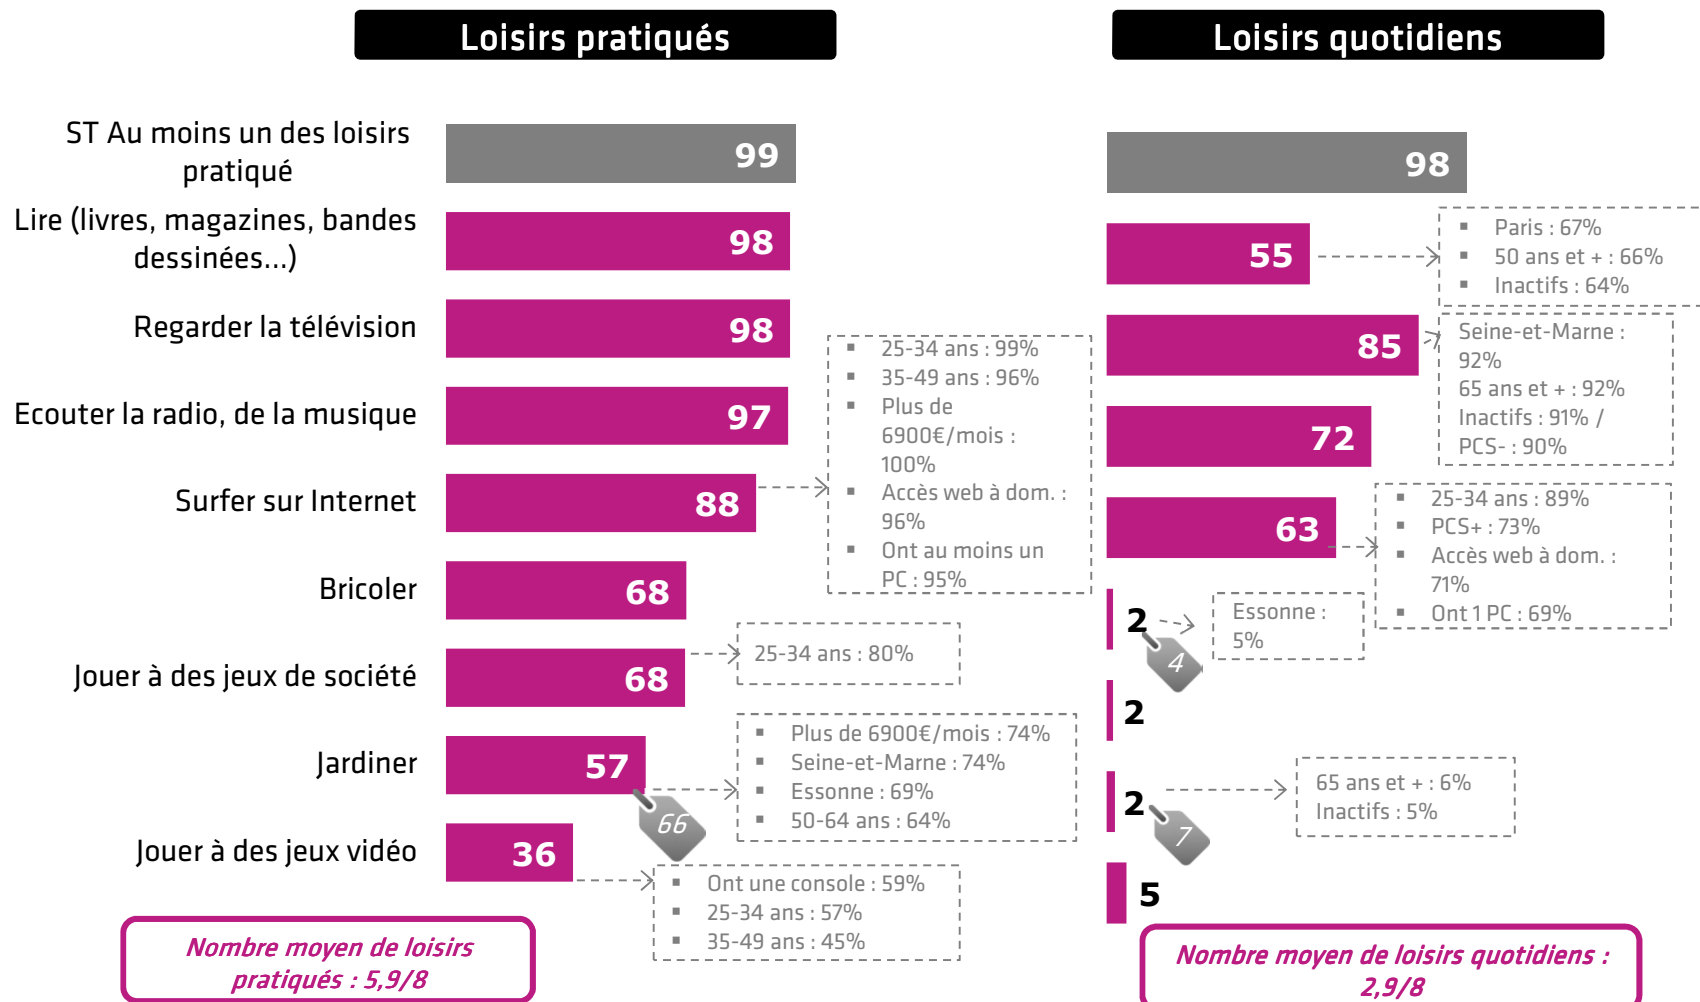 Loisirs pratiqués
Loisirs quotidiens
ST Au moins un des loisirs
pratiqué
99
98
Lire (livres, magazines, bandes
dessinées...)
98
55
▪ Paris : 67%
▪ 50 ans et + : 66%
▪ Inactifs : 64%
Regarder la télévision
98
85
Seine-et-Marne :
92%
65 ans et + : 92%
Inactifs : 91% /
PCS- : 90%
Ecouter la radio, de la musique
97
72
Surfer sur Internet
88
▪ 25-34 ans : 99%
▪ 35-49 ans : 96%
▪ Plus de
6900€/mois :
100%
▪ Accès web à dom. :
96%
▪ Ont au moins un
PC : 95%
63
▪ 25-34 ans : 89%
▪ PCS+ : 73%
▪ Accès web à dom. :
71%
▪ Ont 1 PC : 69%
Bricoler
68
2
4
Essonne :
5%
Jouer à des jeux de société
68
25-34 ans : 80%
2
Jardiner
57
66
▪ Plus de 6900€/mois : 74%
▪ Seine-et-Marne : 74%
▪ Essonne : 69%
▪ 50-64 ans : 64%
2
7
65 ans et + : 6%
Inactifs : 5%
Jouer à des jeux vidéo
36
▪ Ont une console : 59%
▪ 25-34 ans : 57%
▪ 35-49 ans : 45%
5
Nombre moyen de loisirs
pratiqués : 5,9/8
Nombre moyen de loisirs quotidiens :
2,9/8